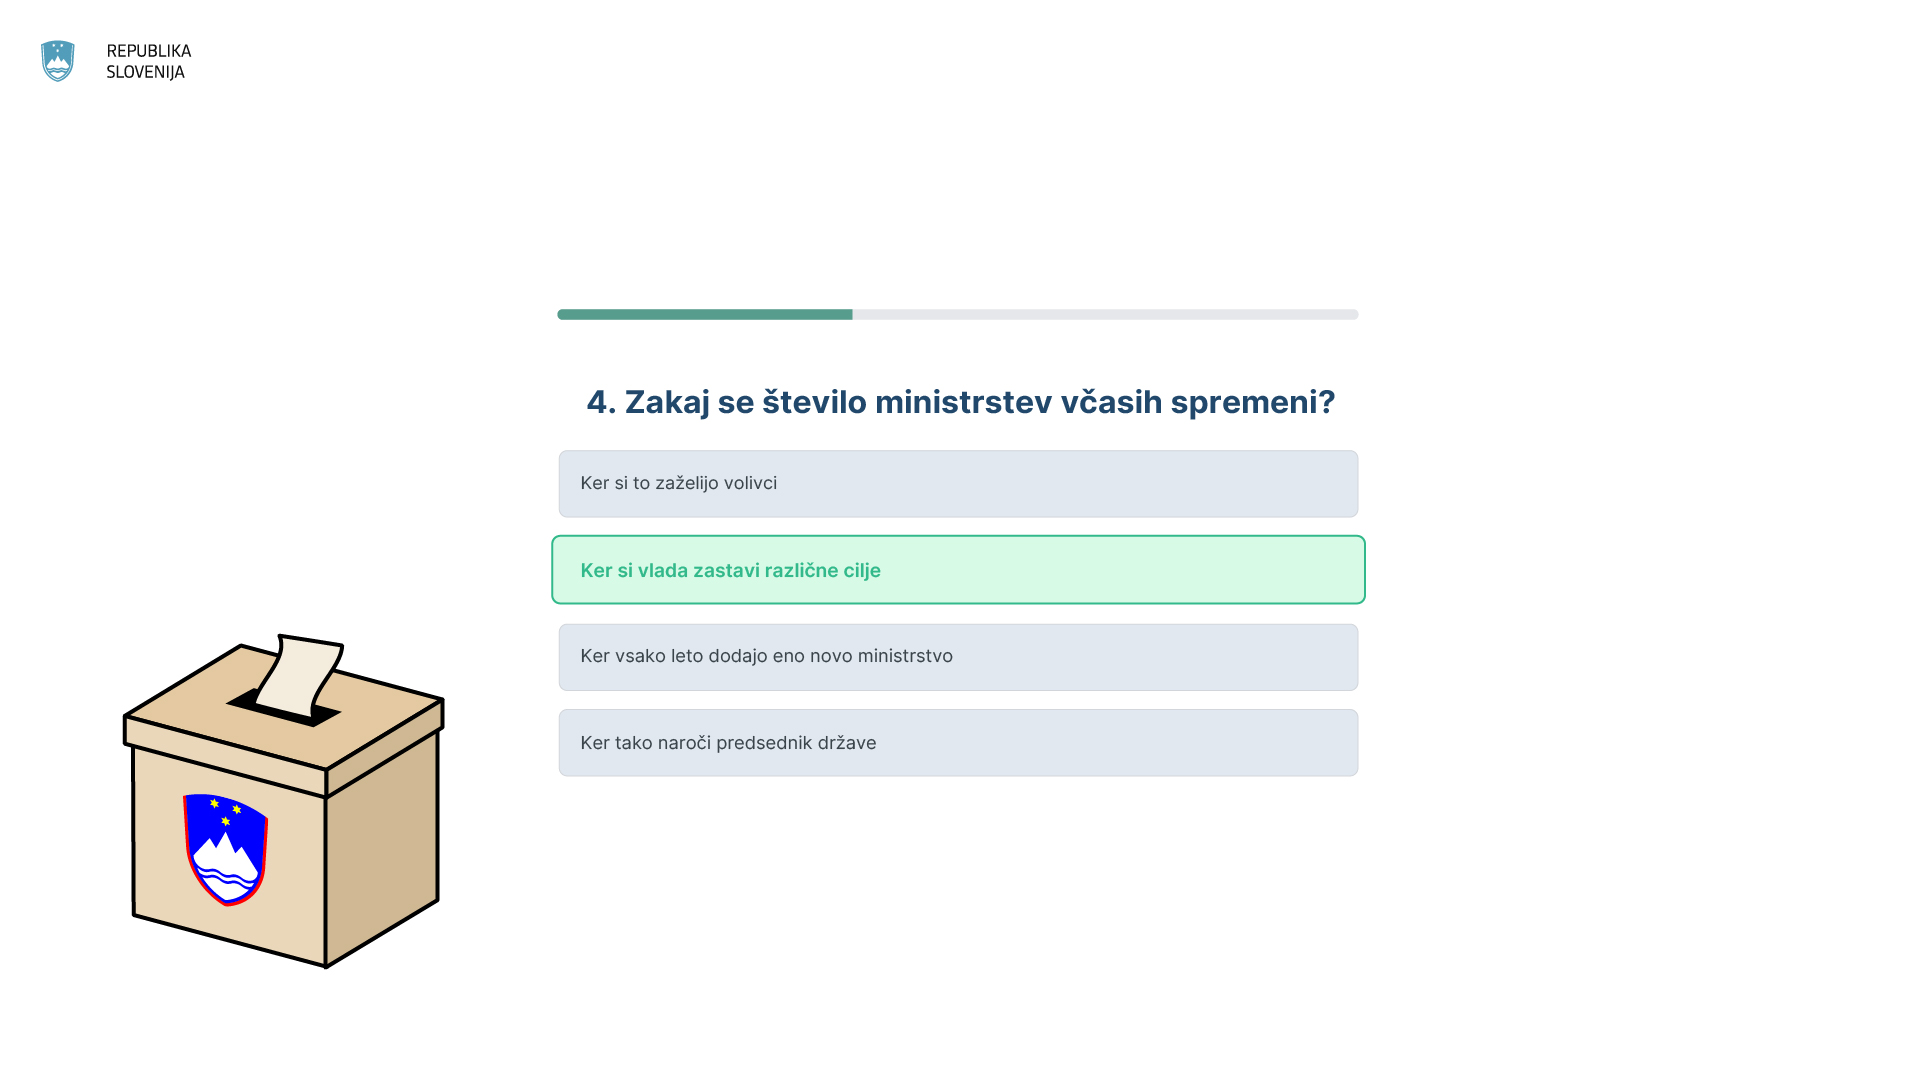 REPUBLIKA
SLOVENIJA
4. Zakaj se število ministrstev včasih spremeni?
Ker si to zaželijo volivci
Ker si vlada zastavi različne cilje
Ker vsako leto dodajo eno novo ministrstvo
Ker tako naroči predsednik države